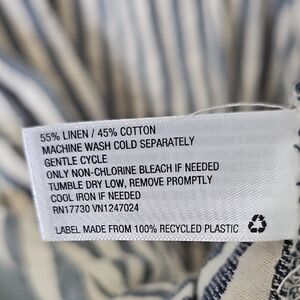 55% LINEN / 45% COTTON
MACHINE WASH COLD SEPARATELY
GENTLE CYCLE
ONLY NON-CHLORINE BLEACH IF NEEDED
TUMBLE DRY LOW, REMOVE PROMPTLY
COOL IRON IF NEEDED
RN17730 VN1247024
LABEL MADE FROM 100% RECYCLED PLASTIC